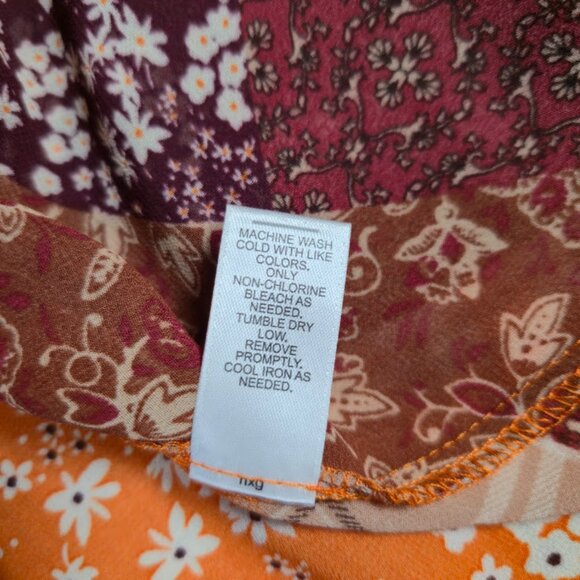 MACHINE WASH
COLD WITH LIKE
COLORS.
ONLY
NON-CHLORINE
BLEACH AS
NEEDED.
TUMBLE DRY
LOW.
REMOVE
PROMPTLY.
COOL IRON AS
NEEDED.